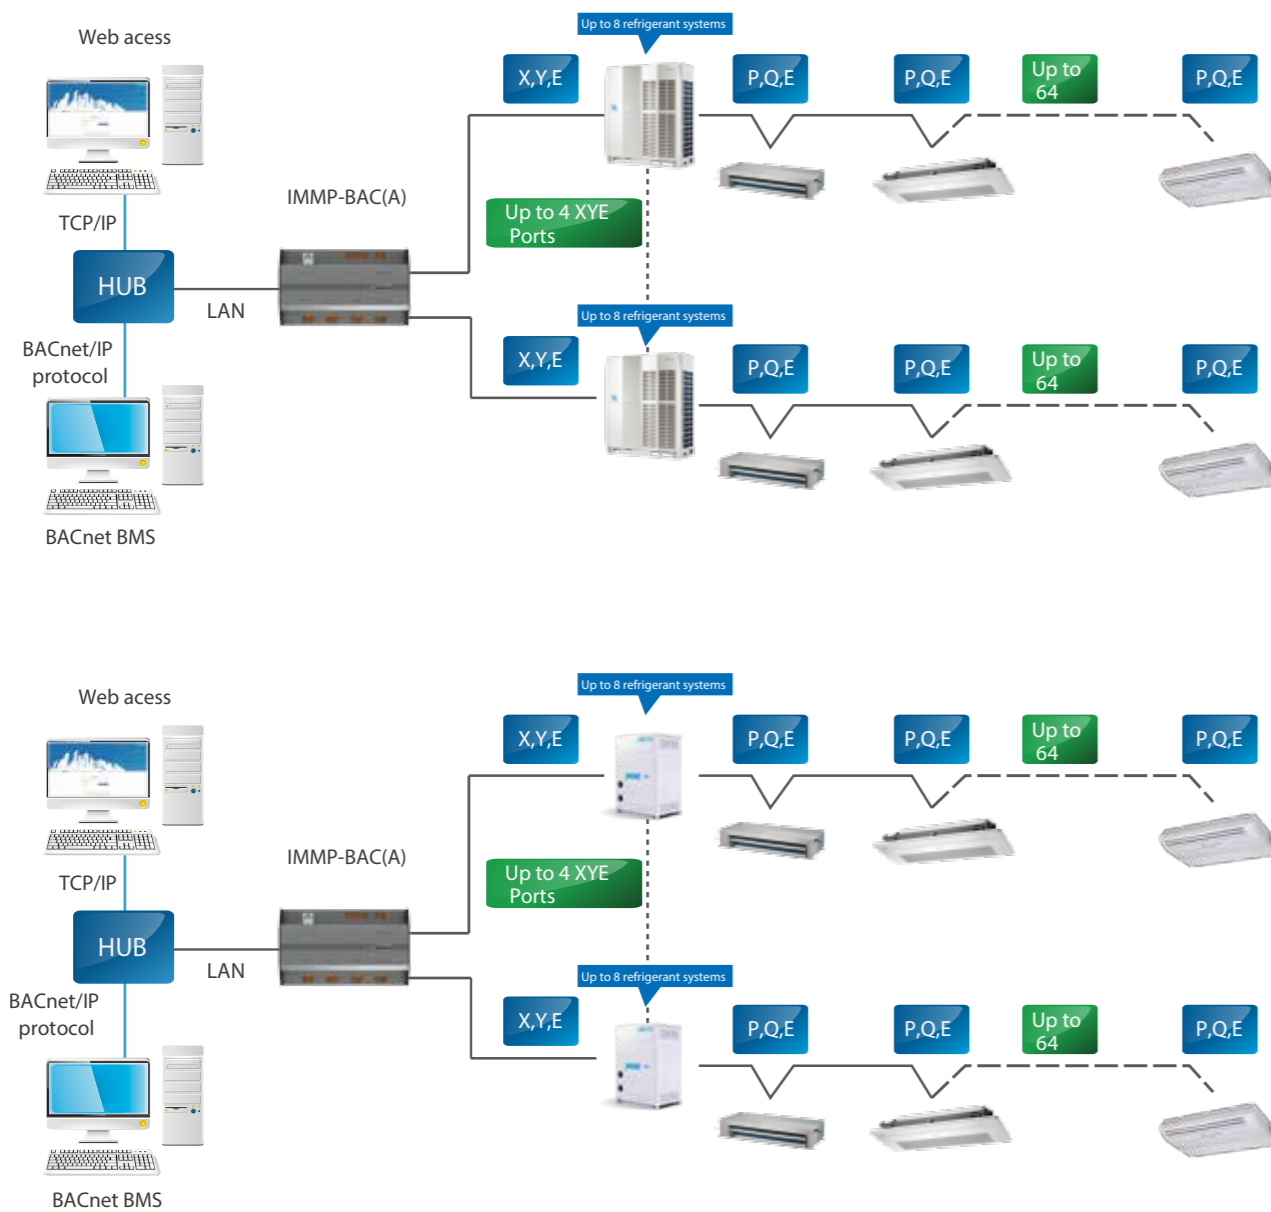 Up to 8 refrigerant systems
Web acess
X,Y,E
P,Q,E
P,Q,E
Up to
64
P,Q,E
IMMP-BAC(A)
TCP/IP
Up to 4 XYE
Ports
HUB
LAN
Up to 8 refrigerant systems
BACnet/IP
protocol
X,Y,E
P,Q,E
P,Q,E
Up to
64
P,Q,E
BACnet BMS
Up to 8 refrigerant systems
Web acess
X,Y,E
P,Q,E
P,Q,E
Up to
64
P,Q,E
IMMP-BAC(A)
TCP/IP
Up to 4 XYE
Ports
HUB
LAN
Up to 8 refrigerant systems
BACnet/IP
protocol
X,Y,E
P,Q,E
P,Q,E
Up to
64
P,Q,E
BACnet BMS